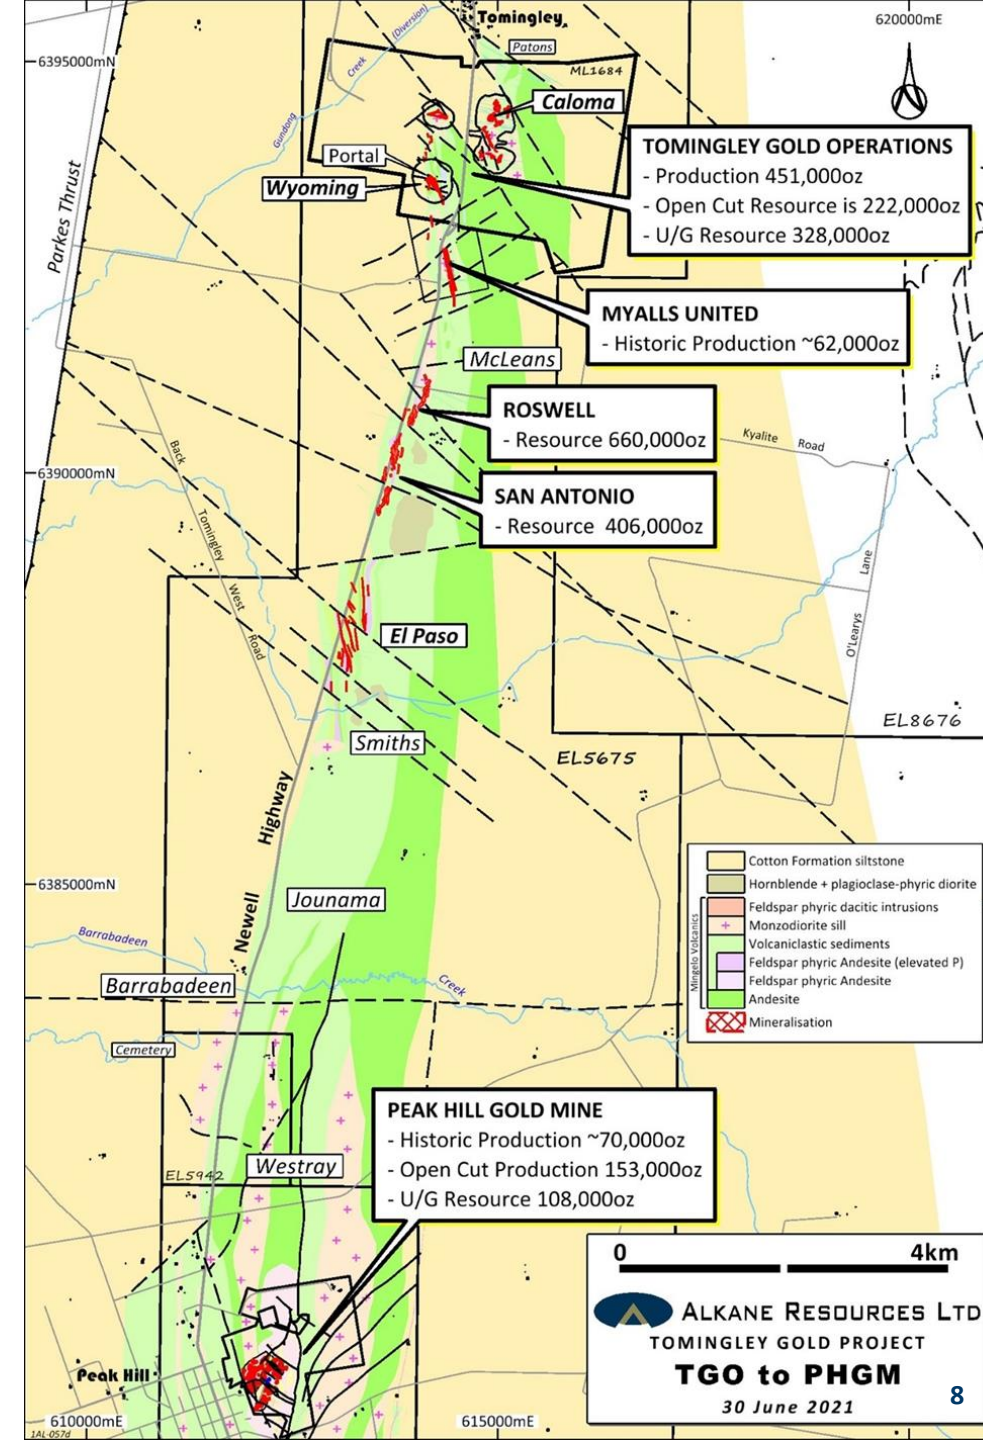 Tomingley
620000mE
(Diversion)
Creek
Gundong
Patons
6395000mN
ML1684
Caloma
Portal
Wyoming
Parkes Thrust
TOMINGLEY GOLD OPERATIONS
- Production 451,000oz
- Open Cut Resource is 222,000oz
- U/G Resource 328,000oz
MYALLS UNITED
- Historic Production ~62,000oz
McLeans
ROSWELL
- Resource 660,000oz
Kyalite Road
6390000mN
Back Tomingley West Road
SAN ANTONIO
- Resource 406,000oz
O'Learys Lane
El Paso
EL8676
Smiths
EL5675
Newell Highway
6385000mN
Jounama
Cotton Formation siltstone
Hornblende + plagioclase-phyric diorite
Mingelo Volcanics
Feldspar phyric dacitic intrusions
Monzodiorite sill
Volcaniclastic sediments
Feldspar phyric Andesite (elevated P)
Feldspar phyric Andesite
Andesite
Mineralisation
Barrabadeen
Creek
Barrabadeen
Cemetery
PEAK HILL GOLD MINE
- Historic Production ~70,000oz
- Open Cut Production 153,000oz
- U/G Resource 108,000oz
Westray
EL5942
0 4km
ALKANE RESOURCES LTD
TOMINGLEY GOLD PROJECT
TGO to PHGM
30 June 2021
8
Peak Hill
610000mE
615000mE
1AL-057d